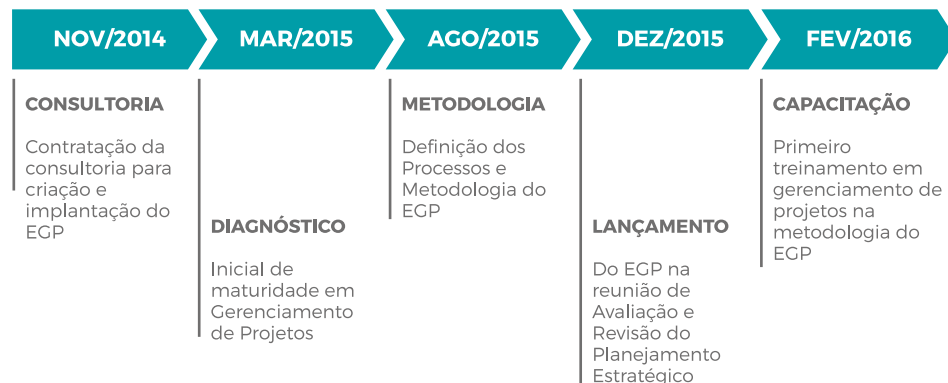 NOV/2014
MAR/2015
AGO/2015
DEZ/2015
FEV/2016
CONSULTORIA
Contratação da
consultoria para
criação e
implantação do
EGP
DIAGNÓSTICO
Inicial de
maturidade em
Gerenciamento
de Projetos
METODOLOGIA
Definição dos
Processos e
Metodologia do
EGP
LANÇAMENTO
Do EGP na
reunião de
Avaliação e
Revisão do
Planejamento
Estratégico
CAPACITAÇÃO
Primeiro
treinamento em
gerenciamento de
projetos na
metodologia do
EGP